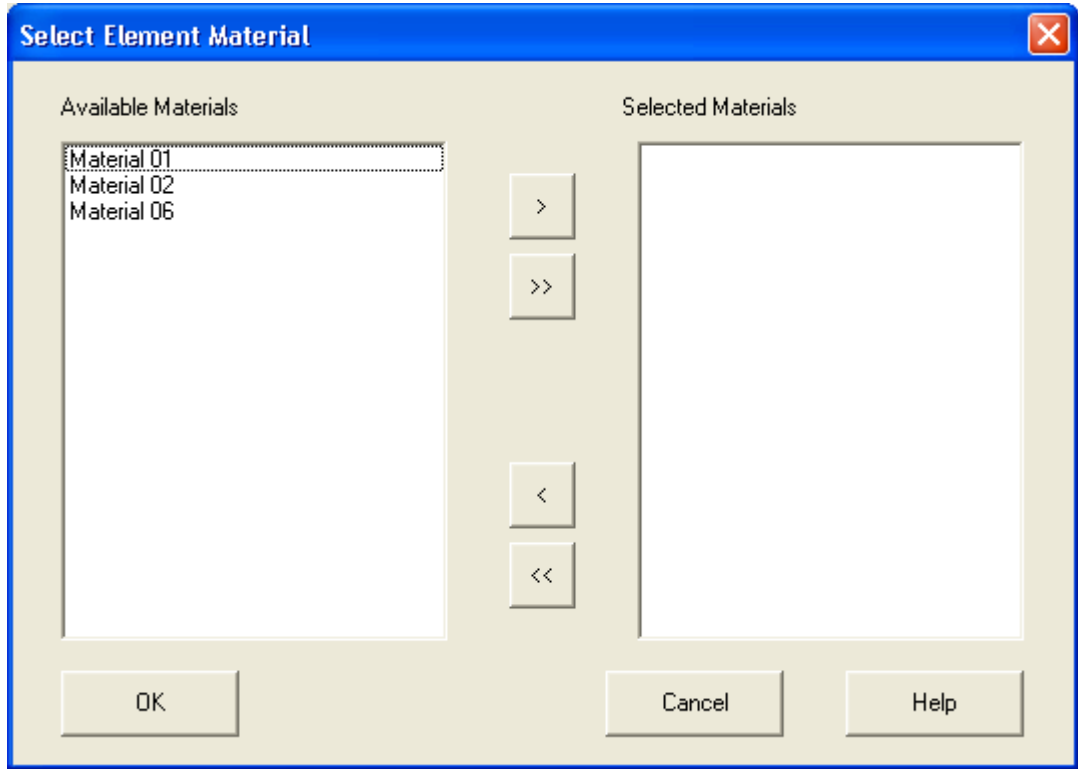 Select Element Material
Available Materials
Selected Materials
Material 01
Material 02
Material 06
>
>>
<
<<
OK
Cancel
Help